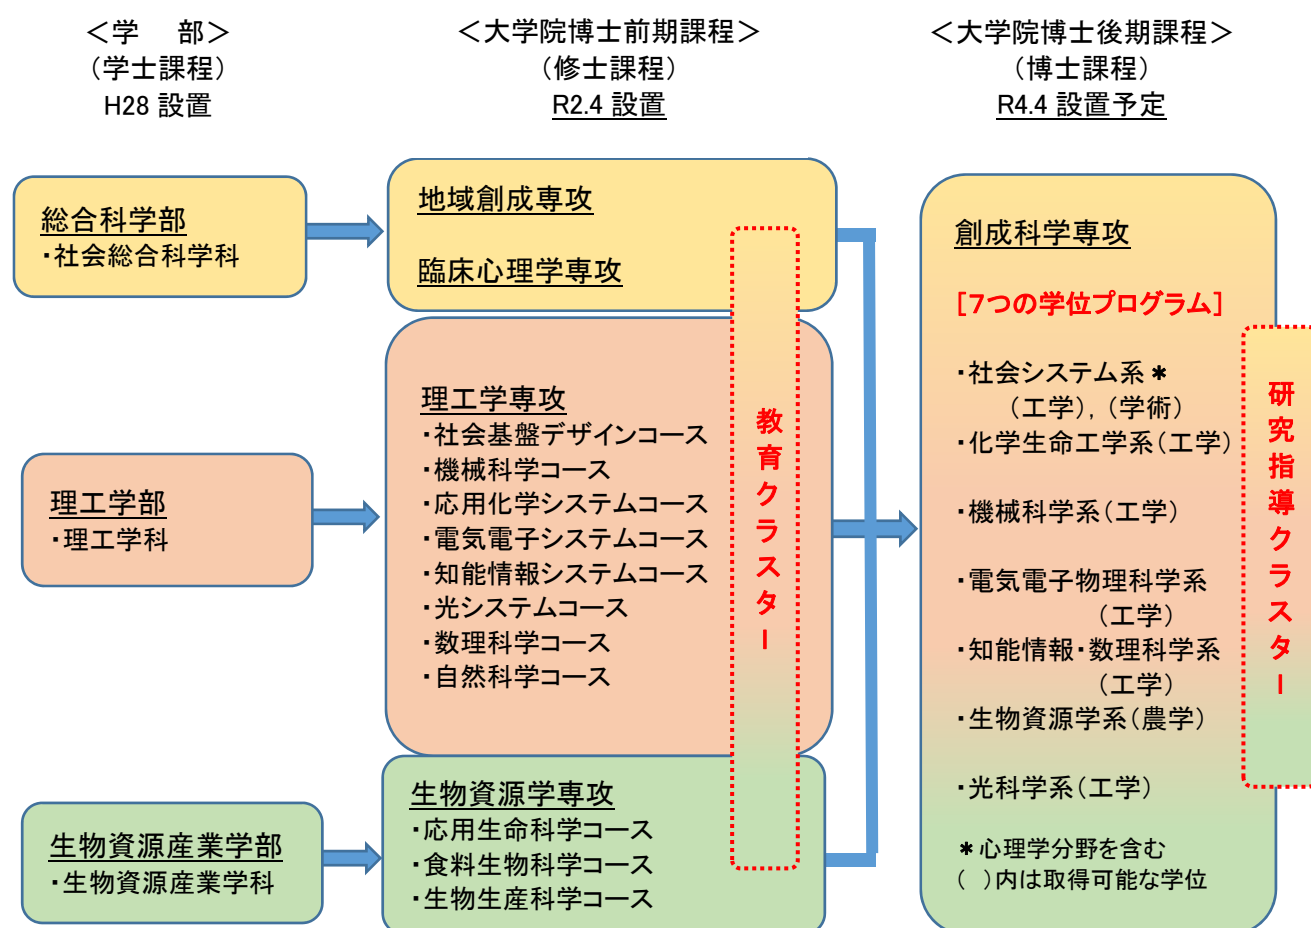 ＜学　部＞
（学士課程）
H28 設置
＜大学院博士前期課程＞
（修士課程）
R2.4 設置
＜大学院博士後期課程＞
（博士課程）
R4.4 設置予定
総合科学部
・社会総合科学科
理工学部
・理工学科
生物資源産業学部
・生物資源産業学科
地域創成専攻
臨床心理学専攻
理工学専攻
・社会基盤デザインコース
・機械科学コース
・応用化学システムコース
・電気電子システムコース
・知能情報システムコース
・光システムコース
・数理科学コース
・自然科学コース
生物資源学専攻
・応用生命科学コース
・食料生物科学コース
・生物生産科学コース
教育クラスター
創成科学専攻
[７つの学位プログラム]
・社会システム系＊
（工学），（学術）
・化学生命工学系（工学）
・機械科学系（工学）
・電気電子物理科学系
（工学）
・知能情報・数理科学系
（工学）
・生物資源学系（農学）
・光科学系（工学）
＊心理学分野を含む
（　）内は取得可能な学位
研究指導クラスター